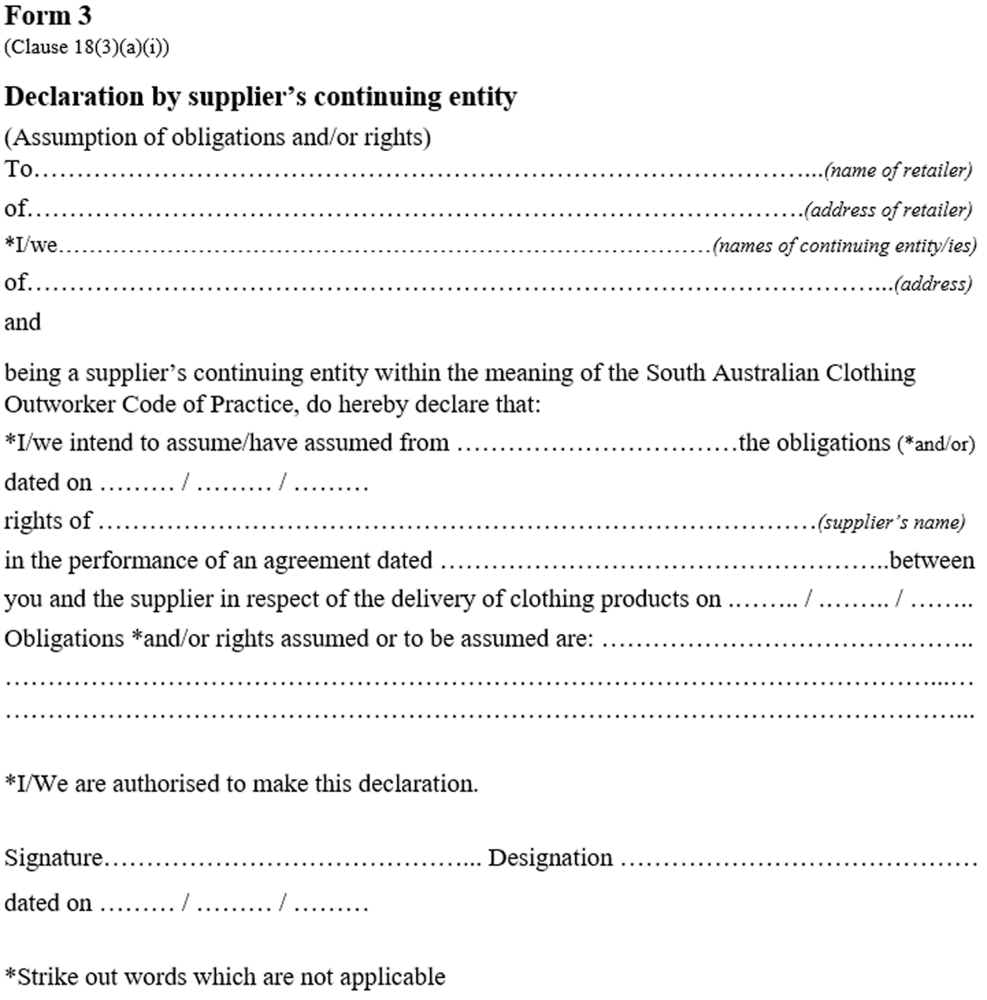 Form 3
(Clause 18(3)(a)(i))
Declaration by supplier’s continuing entity
(Assumption of obligations and/or rights)
To……………………………………………………………………………………………...(name of retailer)
of…………………………………………………………………………………………….(address of retailer)
*I/we……………………………………………………………………………(names of continuing entity/ies)
of……………………………………………………………………………………………………...(address)
and
being a supplier’s continuing entity within the meaning of the South Australian Clothing
Outworker Code of Practice, do hereby declare that:
*I/we intend to assume/have assumed from ……………………………….the obligations (*and/or)
dated on ……… / ……… / ………
rights of ……………………………………………………………………………………(supplier’s name)
in the performance of an agreement dated …………………………………………………..between
you and the supplier in respect of the delivery of clothing products on …….. / …….. / ……..
Obligations *and/or rights assumed or to be assumed are: …………………………………………..
……………………………………………………………………………………………………………...…
………………………………………………………………………………………………………………...
*I/We are authorised to make this declaration.
Signature……………………………………………... Designation ……………………………………………
dated on ……… / ……… / ………
*Strike out words which are not applicable